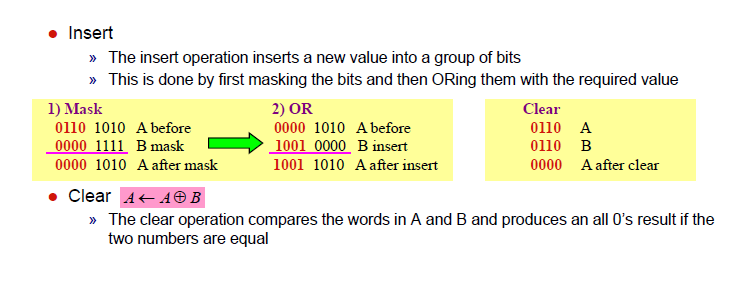 • Insert
» The insert operation inserts a new value into a group of bits
» This is done by first masking the bits and then ORing them with the required value
1) Mask
0110 1010 A before
0000 1111 B mask
0000 1010 A after mask
2) OR
0000 1010 A before
1001 0000 B insert
1001 1010 A after insert
Clear
0110 A
0110 B
0000 A after clear
• Clear A ← A ⊕ B
» The clear operation compares the words in A and B and produces an all 0's result if the
two numbers are equal